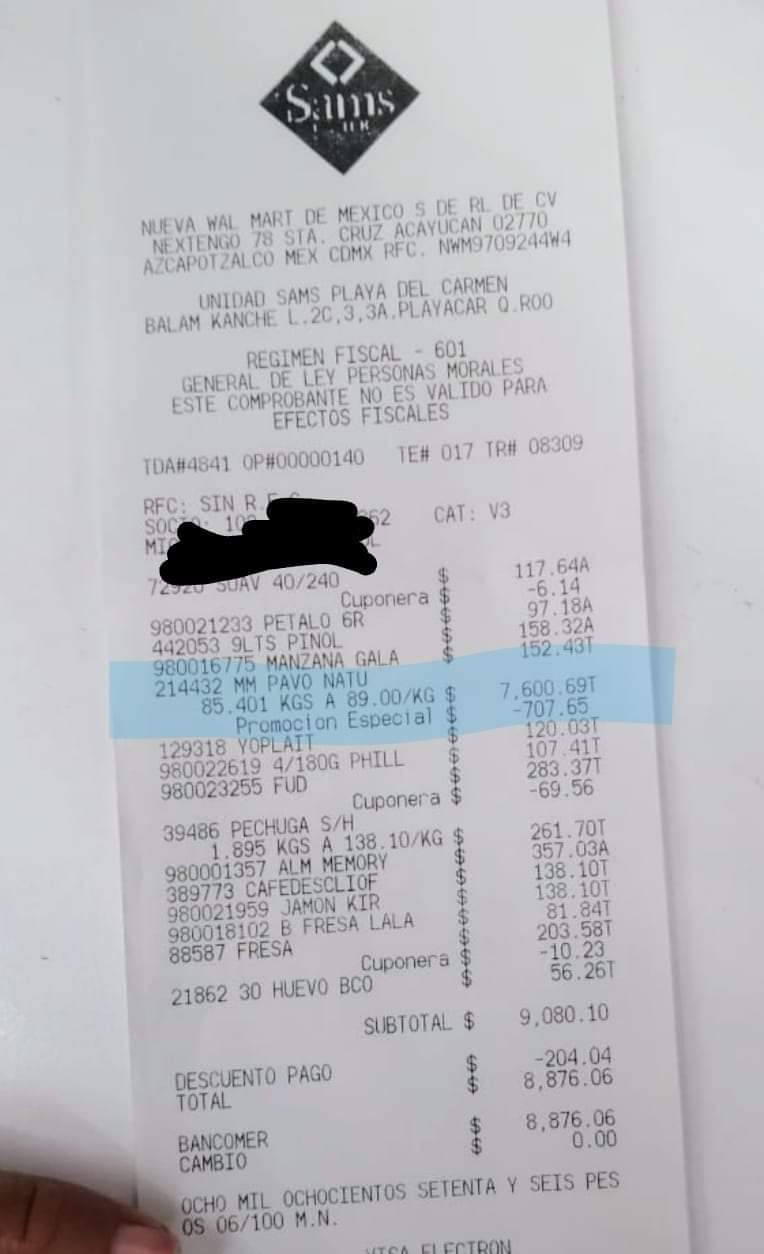 Sams
CLUB
NUEVA WAL MART DE MEXICO S DE RL DE CV
NEXTENGO 78 STA. CRUZ ACAYUCAN 02770
AZCAPOTZALCO MEX CDMX RFC. NWM9709244W4
UNIDAD SAMS PLAYA DEL CARMEN
BALAM KANCHE L.2C,3,3A.PLAYACAR Q.ROO
REGIMEN FISCAL - 601
GENERAL DE LEY PERSONAS MORALES
ESTE COMPROBANTE NO ES VALIDO PARA
EFECTOS FISCALES
TDA#4841 OP#00000140 TE# 017 TR# 08309
RFC: SIN R.F.C
SOCIO: 10 62 CAT: V3
72920 SUAV 40/240 $ 117.64A
Cuponera $ -6.14
980021233 PETALO 6R $ 97.18A
442053 9LTS PINOL $ 158.32A
980016775 MANZANA GALA $ 152.43T
214432 MM PAVO NATU
85.401 KGS A 89.00/KG $ 7,600.69T
Promocion Especial $ -707.65
129318 YOPLAIT $ 120.03T
980022619 4/180G PHILL $ 107.41T
980023255 FUD $ 283.37T
Cuponera $ -69.56
39486 PECHUGA S/H
1.895 KGS A 138.10/KG $ 261.70T
980001357 ALM MEMORY $ 357.03A
389773 CAFEDESCLIOF $ 138.10T
980021959 JAMON KIR $ 138.10T
980018102 B FRESA LALA $ 81.84T
88587 FRESA $ 203.58T
Cuponera $ -10.23
21862 30 HUEVO BCO $ 56.26T
SUBTOTAL $ 9,080.10
DESCUENTO PAGO $ -204.04
TOTAL $ 8,876.06
BANCOMER $ 8,876.06
CAMBIO $ 0.00
OCHO MIL OCHOCIENTOS SETENTA Y SEIS PES
OS 06/100 M.N.
VISA ELECTRON